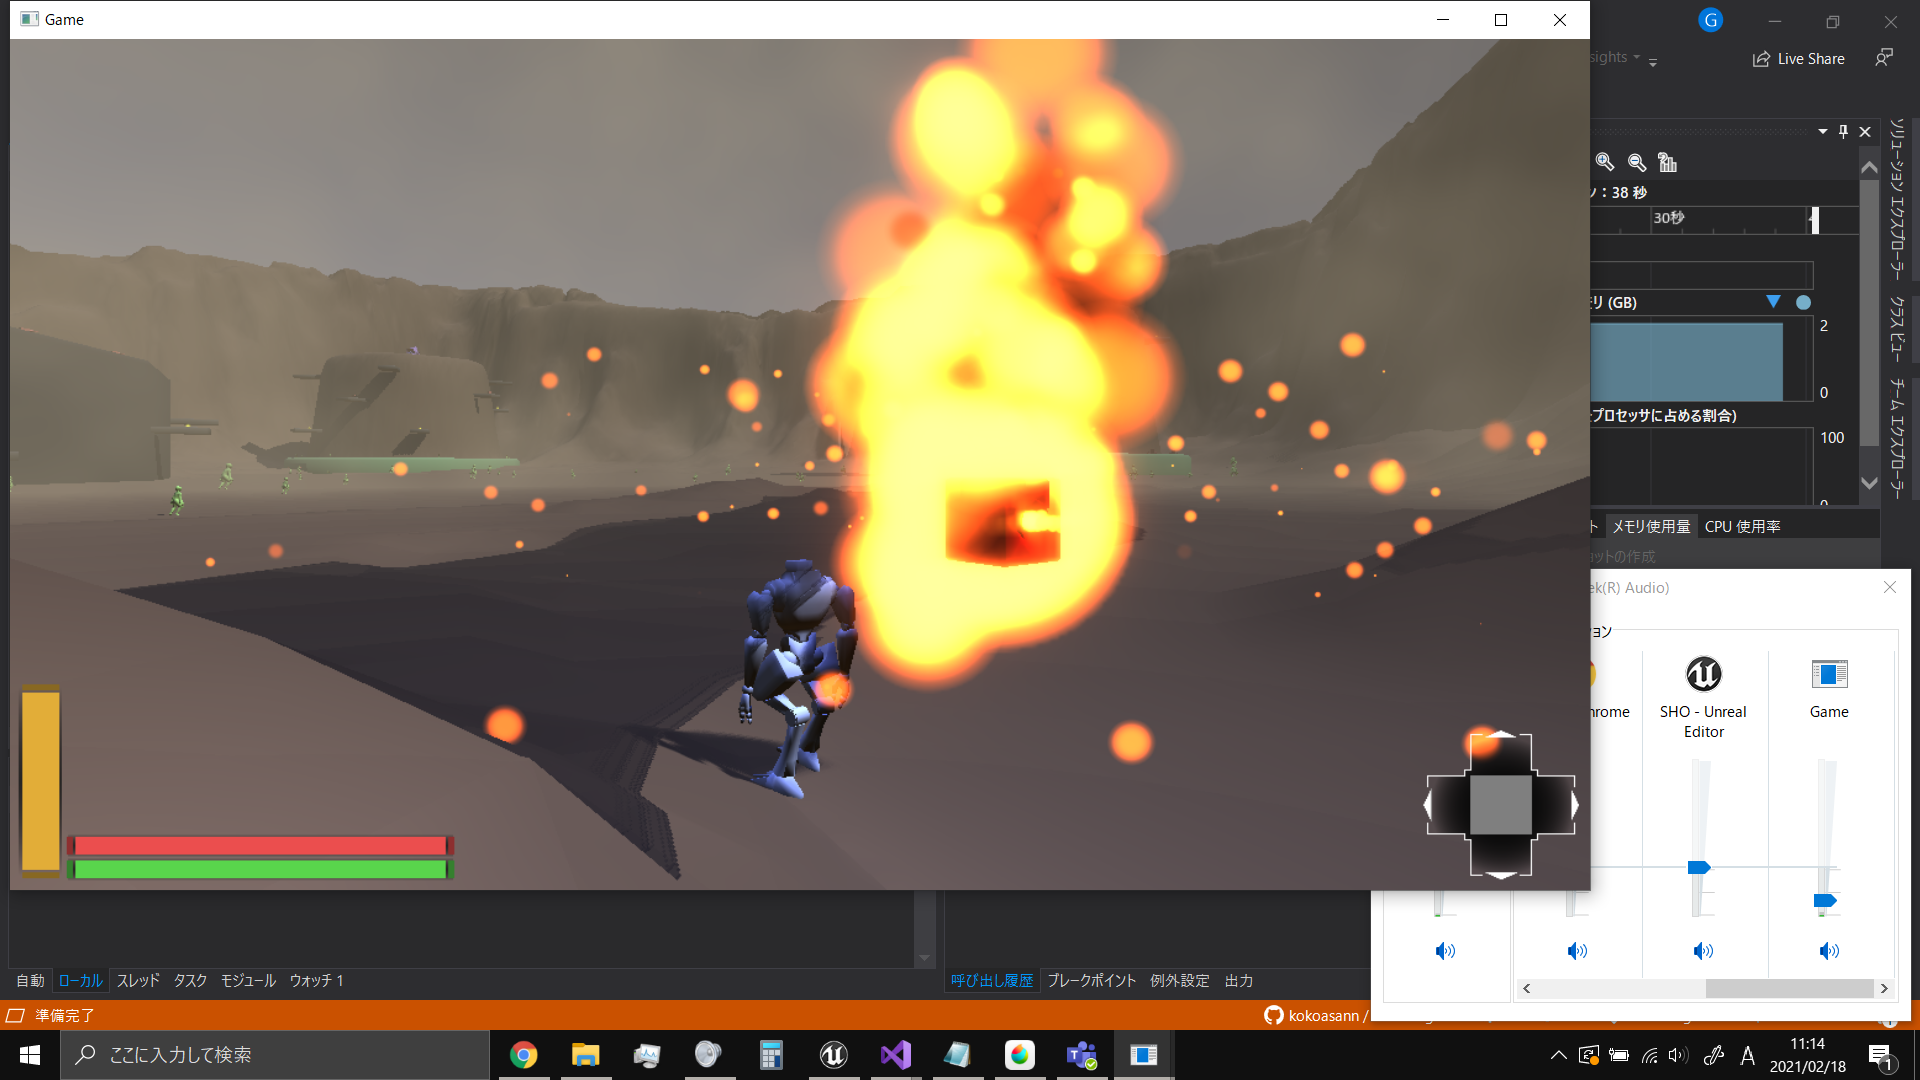 Game
G
sights
Live Share
ン : 38 秒
30秒
モリ (GB)
2
0
プロセッサに占める割合)
100
0
ソリューション エクスプローラー
クラス ビュー
チーム エクスプローラー
ト メモリ使用量 CPU 使用率
ョットの作成
ek(R) Audio)
ョン
hrome
SHO - Unreal Editor
Game
自動 ローカル スレッド タスク モジュール ウォッチ 1
呼び出し履歴 ブレークポイント 例外設定 出力
準備完了
kokoasann /
ここに入力して検索
A
11:14
2021/02/18
1